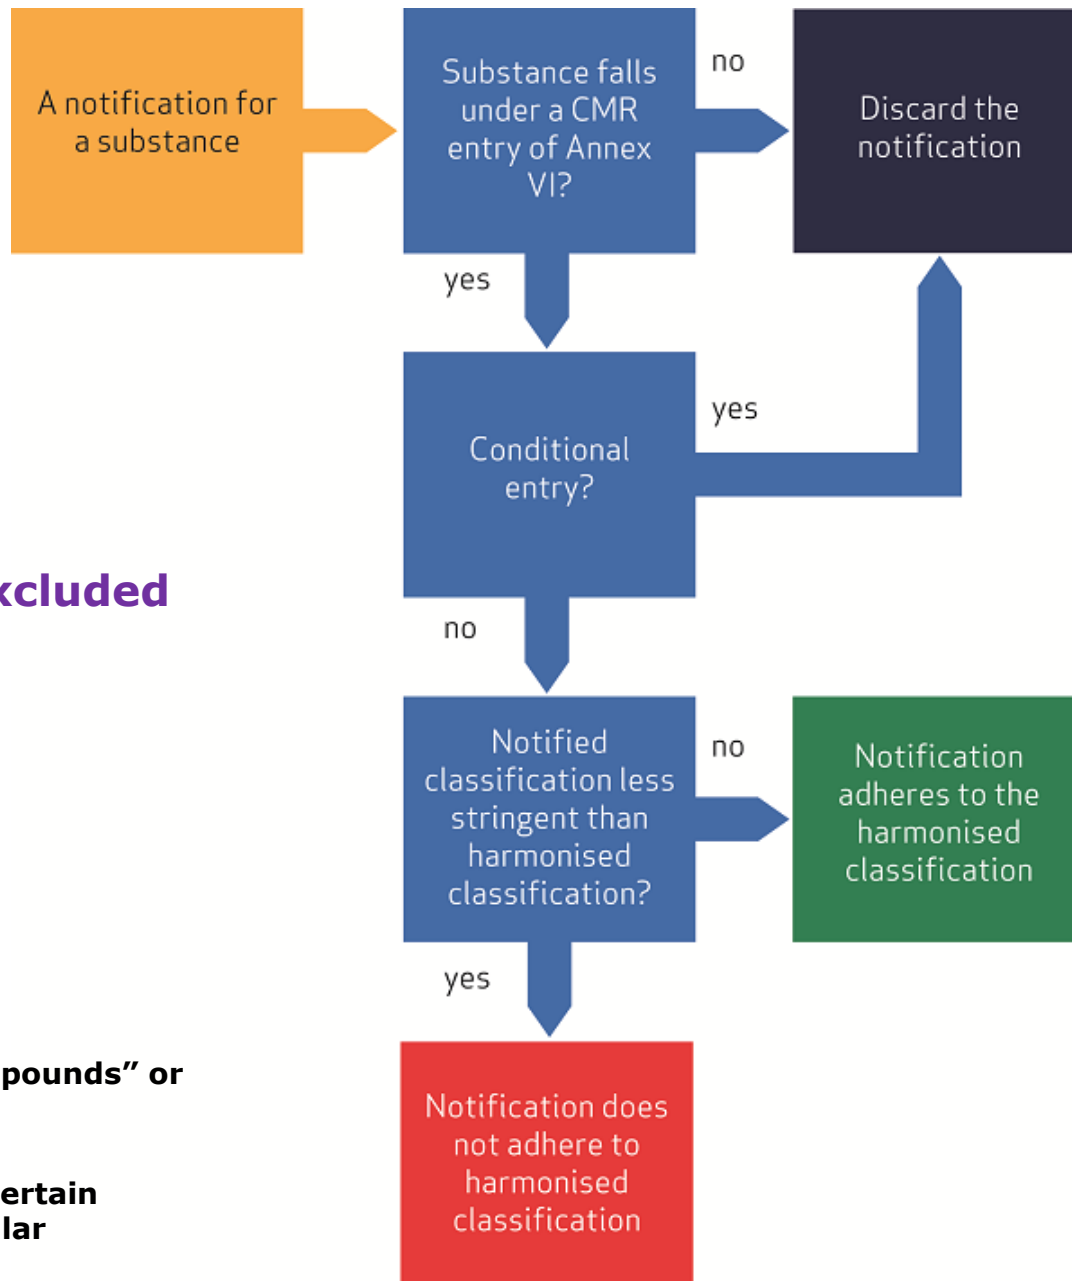 A notification for
a substance
Substance falls
under a CMR
entry of Annex
VI?
no
Discard the
notification
yes
Conditional
entry?
yes
no
Notified
classification less
stringent than
harmonised
classification?
no
Notification
adheres to the
harmonised
classification
yes
Notification does
not adhere to
harmonised
classification
xcluded
pounds” or
ertain
lar